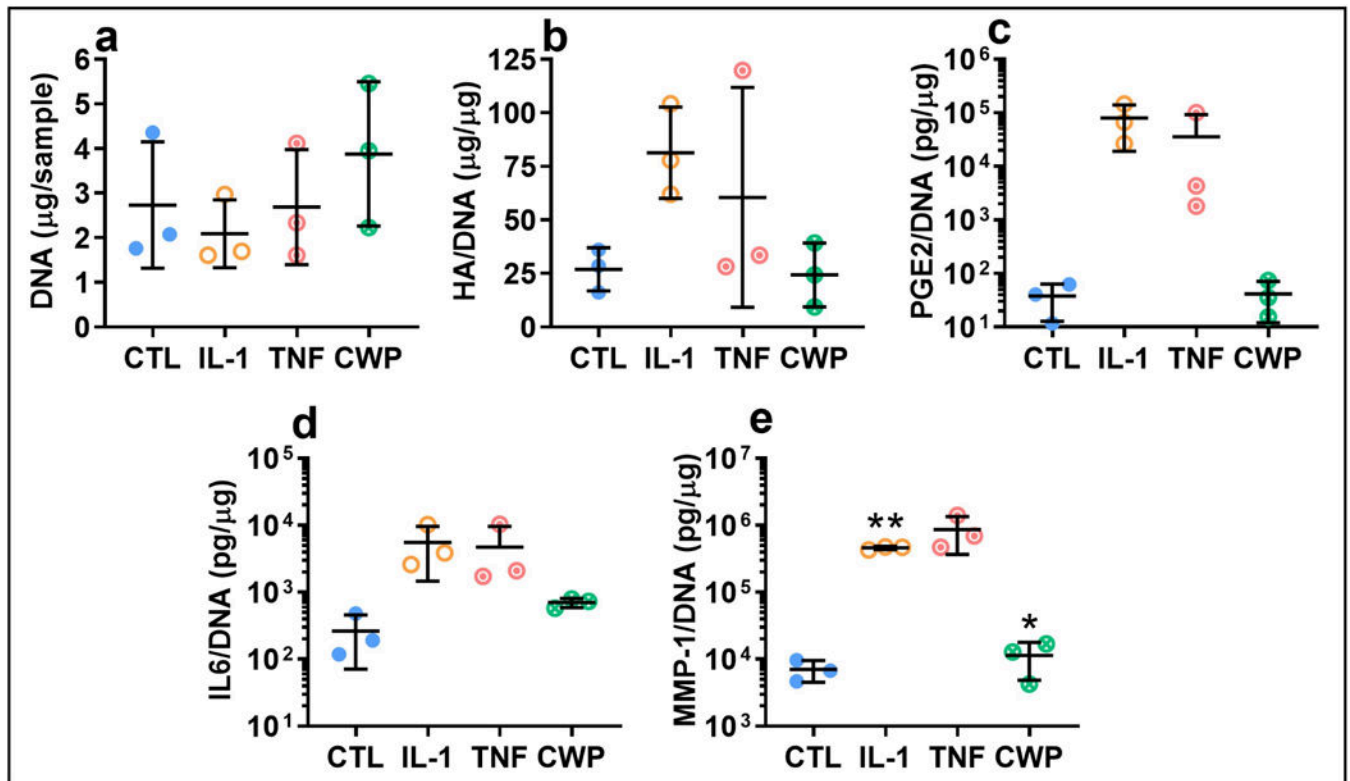 a
DNA (μg/sample)
6
5
4
3
2
1
0
CTL IL-1 TNF CWP
b
HA/DNA (μg/μg)
125
100
75
50
25
0
CTL IL-1 TNF CWP
c
PGE2/DNA (pg/μg)
10⁶
10⁵
10⁴
10³
10²
10¹
CTL IL-1 TNF CWP
d
IL6/DNA (pg/μg)
10⁵
10⁴
10³
10²
10¹
CTL IL-1 TNF CWP
e
MMP-1/DNA (pg/μg)
10⁷
10⁶
10⁵
10⁴
10³
**
*
CTL IL-1 TNF CWP